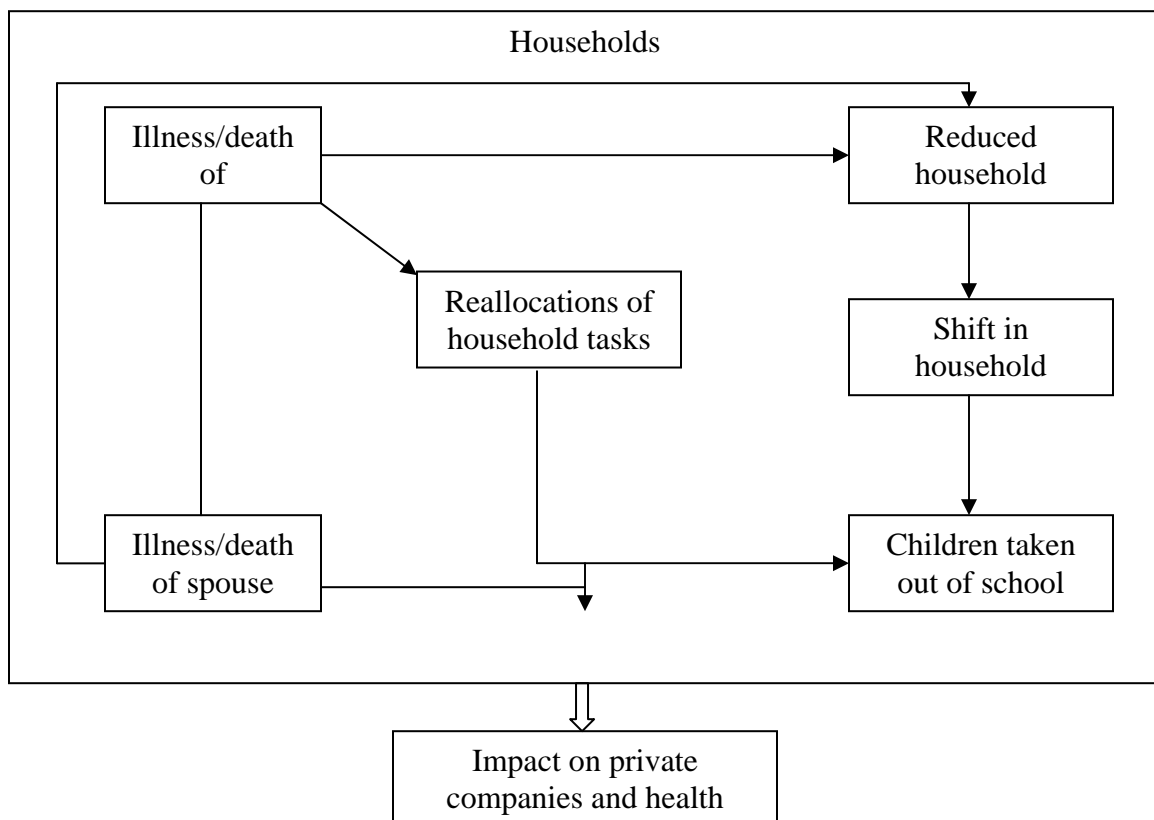 Households
Illness/death
of
Reduced
household
Reallocations of
household tasks
Shift in
household
Illness/death
of spouse
Children taken
out of school
Impact on private
companies and health